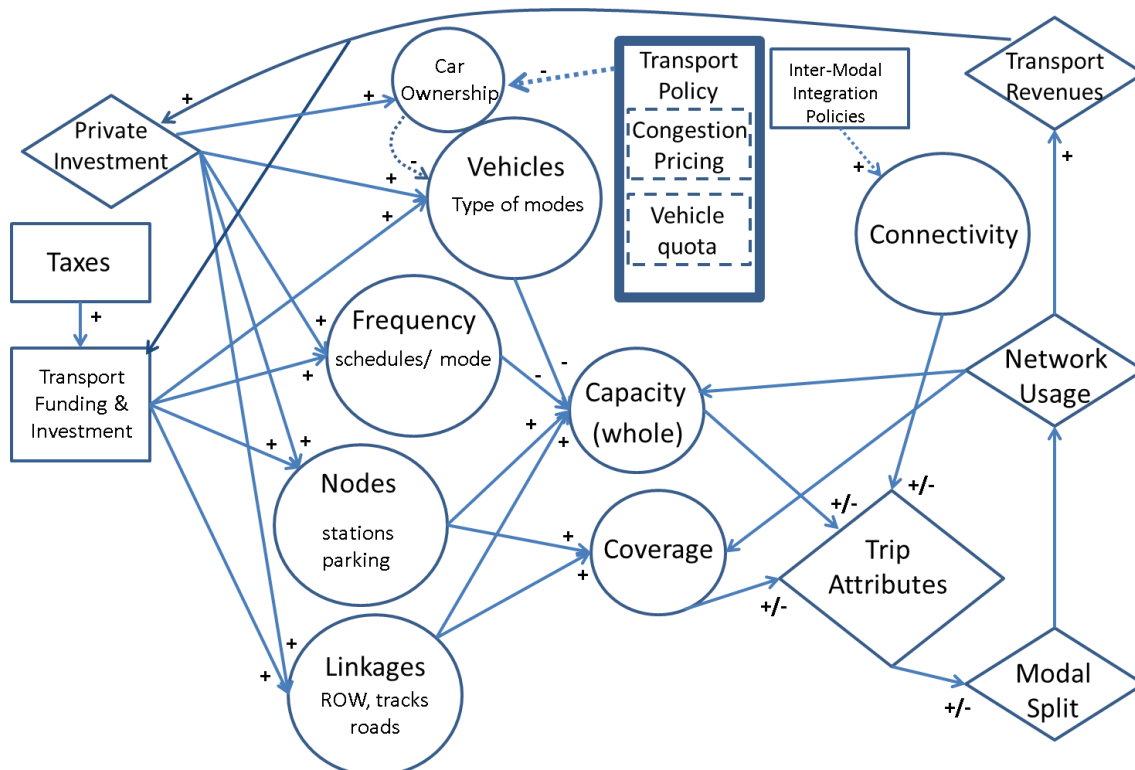 Transport
Revenues
+
Private
Investment
+
Car
Ownership
-
Transport
Policy
Congestion
Pricing
Vehicle
quota
Inter-Modal
Integration
Policies
+
-
+
+
Vehicles
Type of modes
Connectivity
+
Taxes
+
Transport
Funding &
Investment
+
+
Frequency
schedules/ mode
-
-
+
+
Capacity
(whole)
Network
Usage
+
+
Nodes
stations
parking
+
+
Coverage
+/-
+/-
+/-
Trip
Attributes
+
+
Linkages
ROW, tracks
roads
+/-
Modal
Split